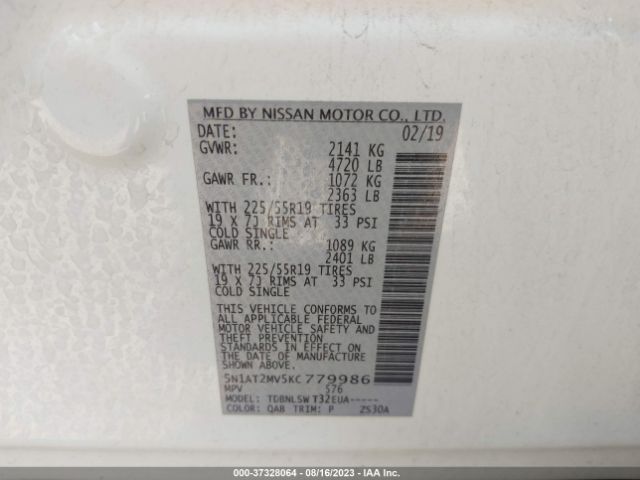 MFD BY NISSAN MOTOR CO., LTD.
DATE: 02/19
GVWR: 2141 KG
4720 LB
GAWR FR.: 1072 KG
2363 LB
WITH 225/55R19 TIRES
19 X 7J RIMS AT 33 PSI
COLD SINGLE
GAWR RR.: 1089 KG
2401 LB
WITH 225/55R19 TIRES
19 X 7J RIMS AT 33 PSI
COLD SINGLE
THIS VEHICLE CONFORMS TO
ALL APPLICABLE FEDERAL
MOTOR VEHICLE SAFETY AND
THEFT PREVENTION
STANDARDS IN EFFECT ON
THE DATE OF MANUFACTURE
SHOWN ABOVE.
5N1AT2MV5KC779986
MPV 576
MODEL: TDBNLSW T32EUA-----
COLOR: QAB TRIM: P 2S30A
000-37328064 / 08/16/2023 - IAA Branch